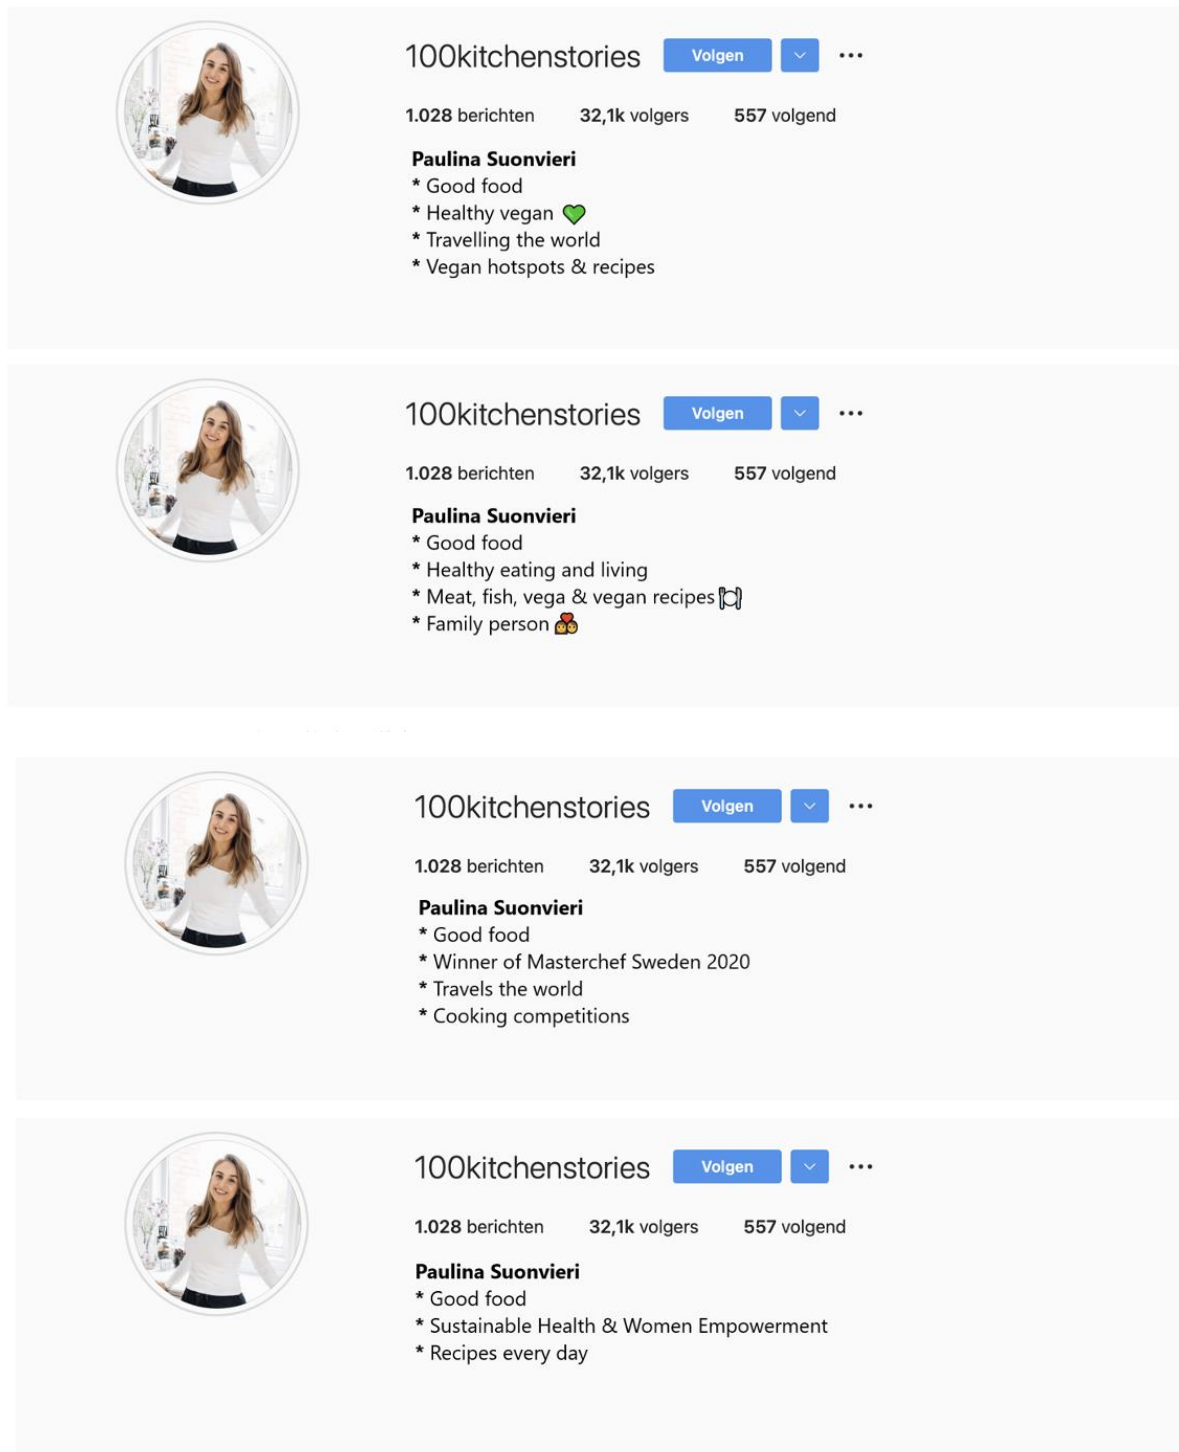 100kitchenstories Volgen
1.028 berichten 32,1k volgers 557 volgend
Paulina Suonvieri
* Good food
* Healthy vegan 💚
* Travelling the world
* Vegan hotspots & recipes
100kitchenstories Volgen
1.028 berichten 32,1k volgers 557 volgend
Paulina Suonvieri
* Good food
* Healthy eating and living
* Meat, fish, vega & vegan recipes🍽
* Family person 💑
100kitchenstories Volgen
1.028 berichten 32,1k volgers 557 volgend
Paulina Suonvieri
* Good food
* Winner of Masterchef Sweden 2020
* Travels the world
* Cooking competitions
100kitchenstories Volgen
1.028 berichten 32,1k volgers 557 volgend
Paulina Suonvieri
* Good food
* Sustainable Health & Women Empowerment
* Recipes every day